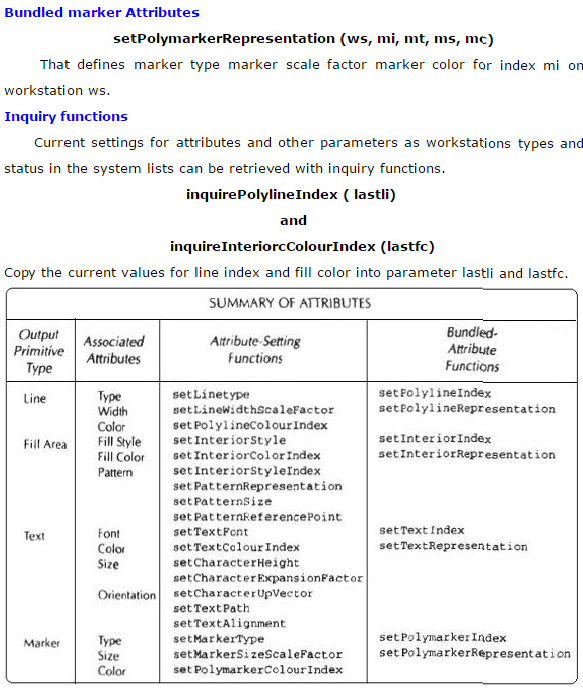 Bundled marker Attributes
setPolymarkerRepresentation (ws, mi, mt, ms, mc)
That defines marker type marker scale factor marker color for index mi on
workstation ws.
Inquiry functions
Current settings for attributes and other parameters as workstations types and
status in the system lists can be retrieved with inquiry functions.
inquirePolylineIndex ( lastli)
and
inquireInteriorcColourIndex (lastfc)
Copy the current values for line index and fill color into parameter lastli and lastfc.
SUMMARY OF ATTRIBUTES
Output Primitive Type Associated Attributes Attribute-Setting Functions Bundled-Attribute Functions
Line Type setLinetype setPolylineIndex
Width setLineWidthScaleFactor setPolylineRepresentation
Color setPolylineColourIndex
Fill Area Fill Style setInteriorStyle setInteriorIndex
Fill Color setInteriorColorIndex setInteriorRepresentation
Pattern setInteriorStyleIndex
setPatternRepresentation
setPatternSize
setPatternReferencePoint
Text Font setTextFont setTextIndex
Color setTextColourIndex setTextRepresentation
Size setCharacterHeight
setCharacterExpansionFactor
Orientation setCharacterUpVector
setTextPath
setTextAlignment
Marker Type setMarkerType setPolymarkerIndex
Size setMarkerSizeScaleFactor setPolymarkerRepresentation
Color setPolymarkerColourIndex